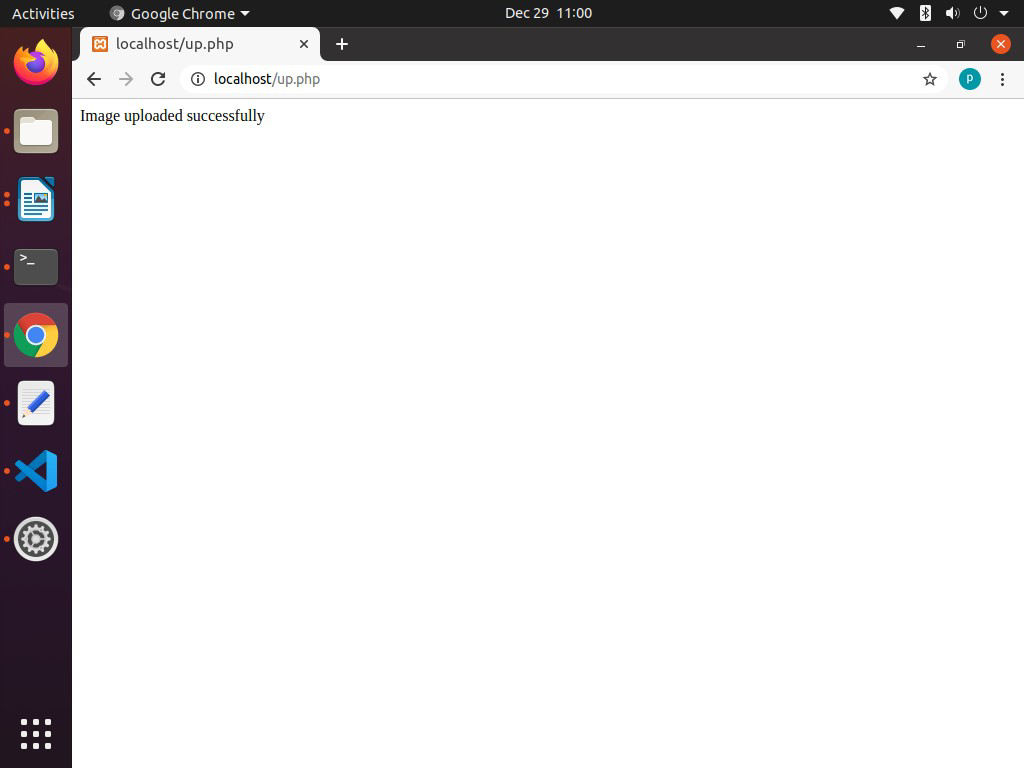 Activities
Google Chrome
Dec 29 11:00
localhost/up.php
localhost/up.php
p
Image uploaded successfully
>_